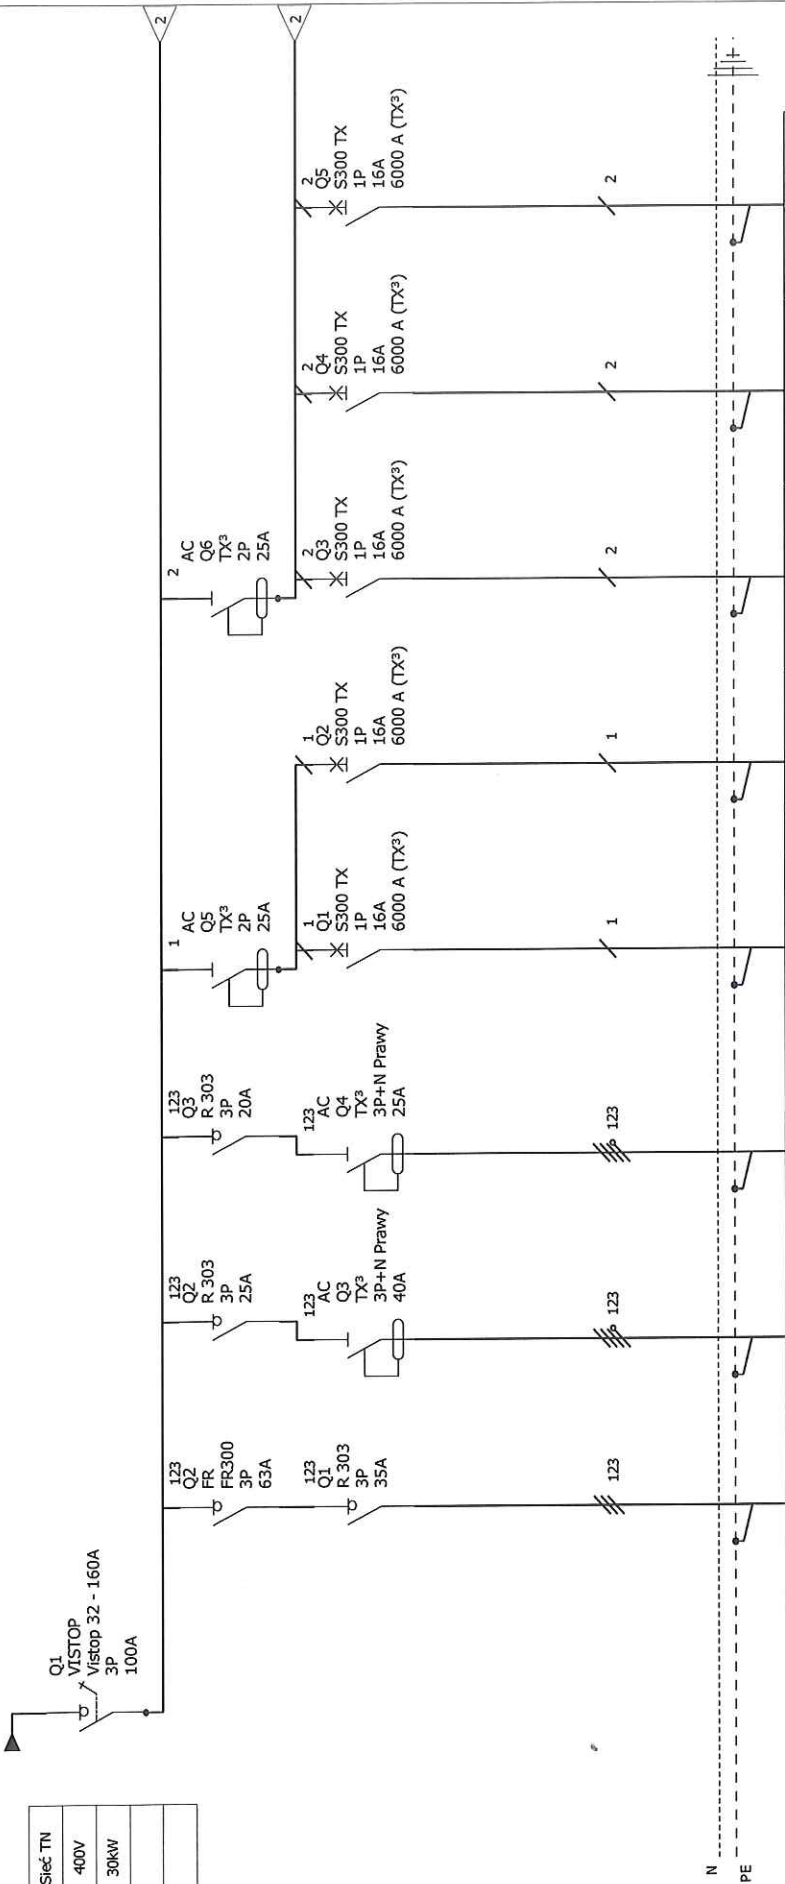 Sieć TN
400V
30kW
Q1
VISTOP
Vistop 32 - 160A
3P
100A
123
Q2
FR
FR300
3P
63A
123
Q1
R 303
3P
35A
123
123
Q2
R 303
3P
25A
123
AC
Q3
TX³
3P+N Prawy
40A
123
123
Q3
R 303
3P
20A
123
AC
Q4
TX³
3P+N Prawy
25A
123
1
AC
Q5
TX³
2P
25A
1
Q1
S300 TX
1P
16A
6000 A (TX³)
1
1
Q2
S300 TX
1P
16A
6000 A (TX³)
1
2
AC
Q6
TX³
2P
25A
2
Q3
S300 TX
1P
16A
6000 A (TX³)
2
2
Q4
S300 TX
1P
16A
6000 A (TX³)
2
2
Q5
S300 TX
1P
16A
6000 A (TX³)
2
2
2
N
PE